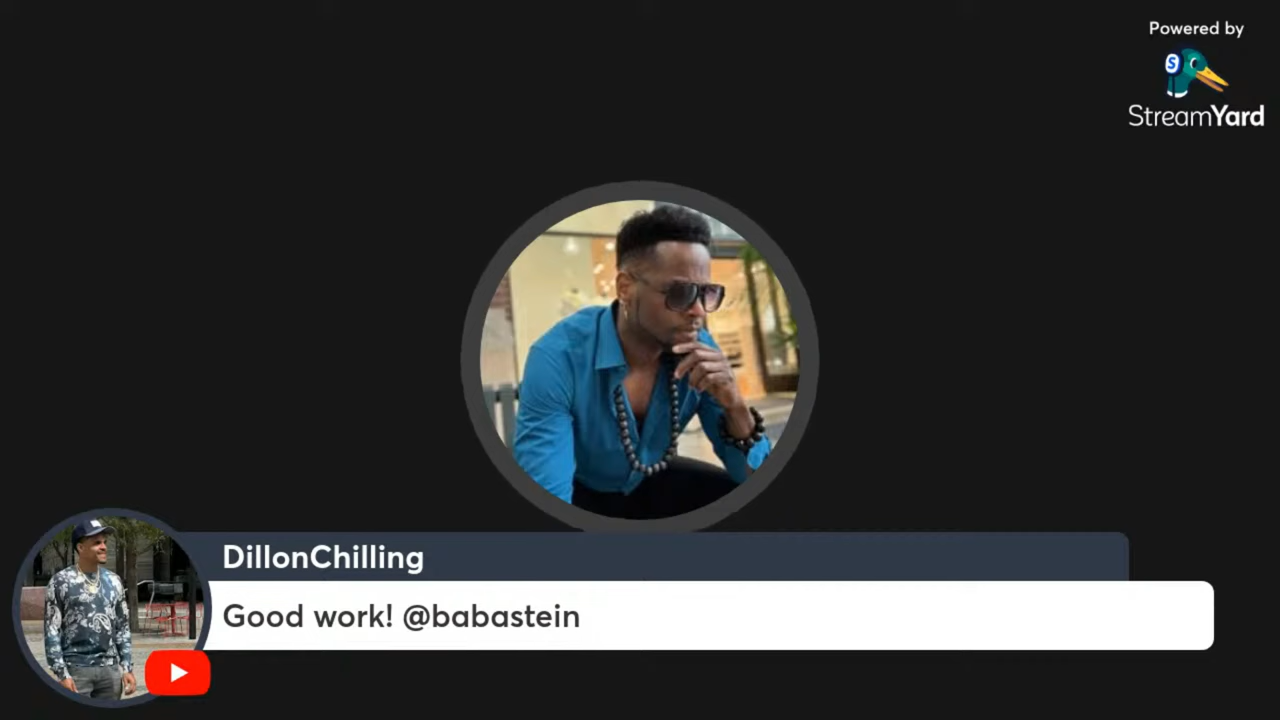 Powered by
S
StreamYard
DillonChilling
Good work! @babastein